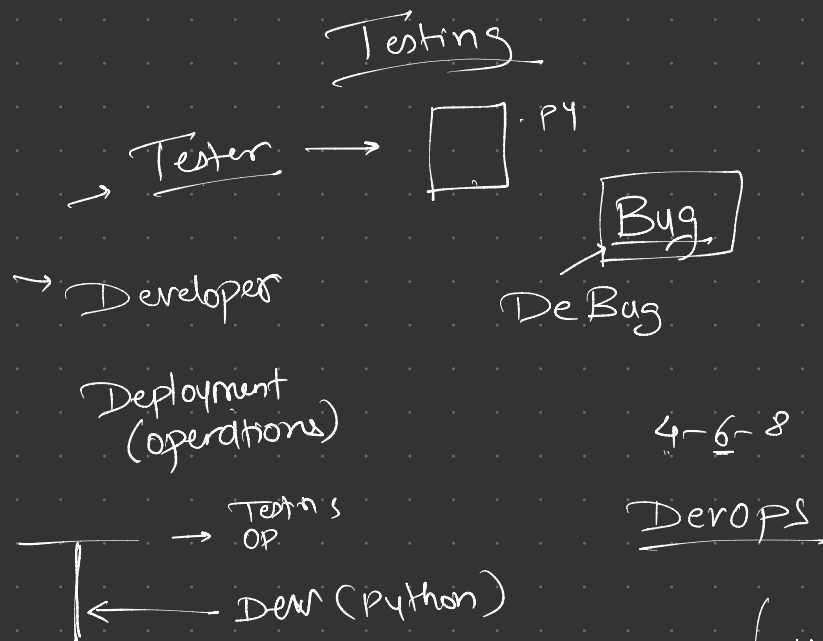 Testing
Tester
.py
Bug
DeBug
Developer
Deployment
(operations)
4-6-8
Devops
Testing
OP
Dev (Python)